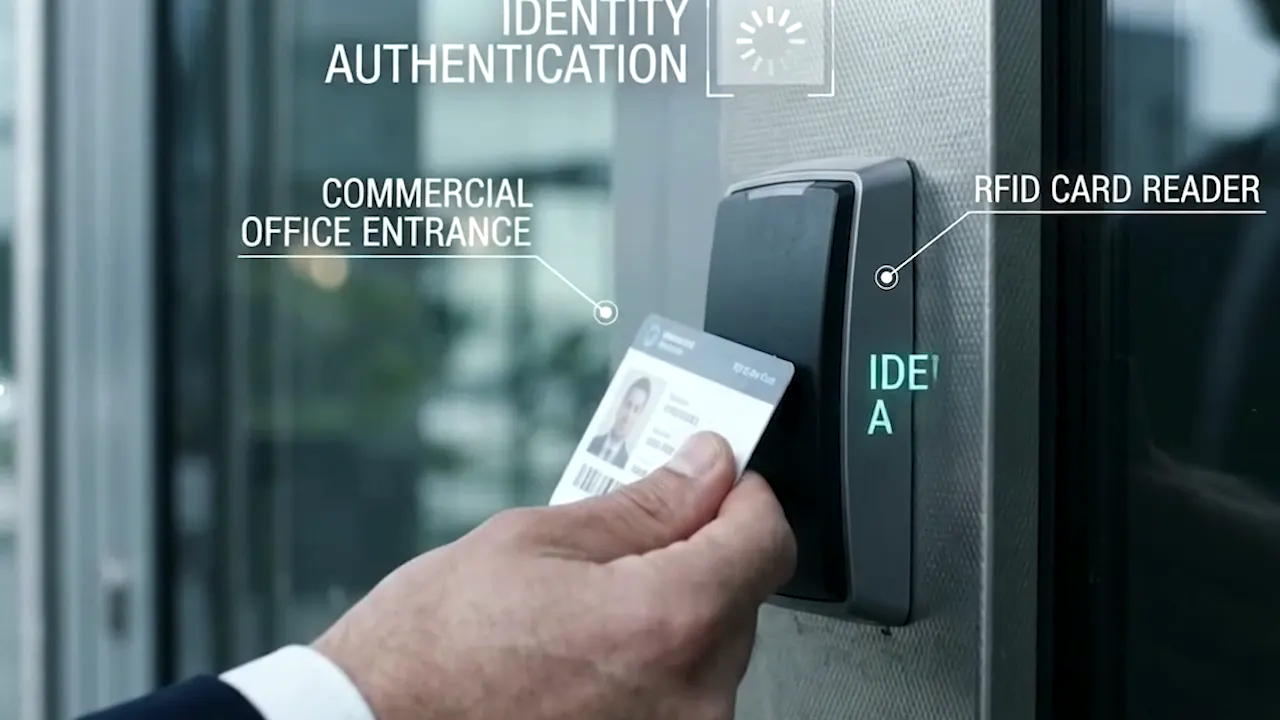 IDENTITY
AUTHENTICATION
COMMERCIAL
OFFICE ENTRANCE
RFID CARD READER
IDE
A